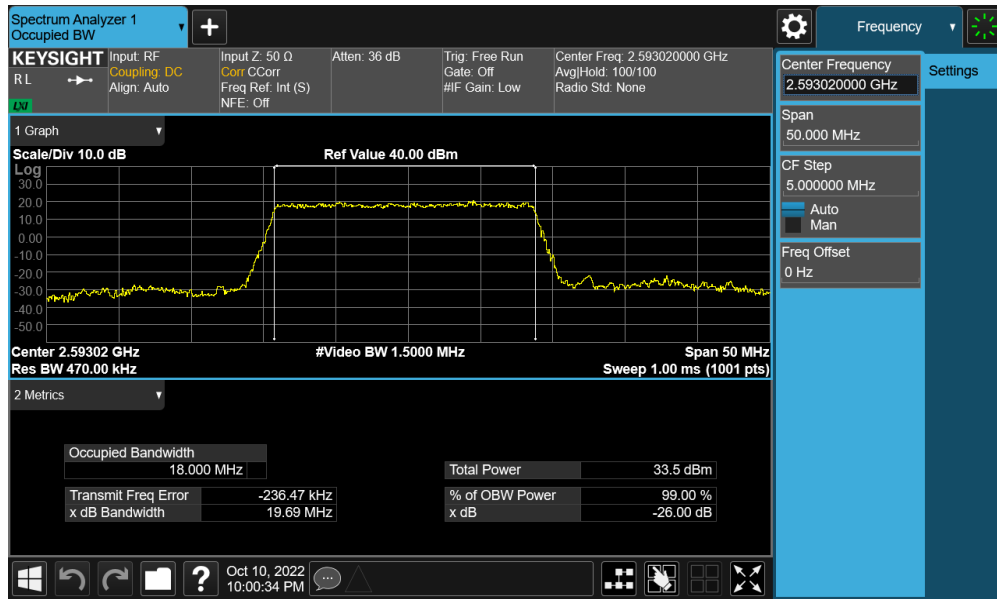 Spectrum Analyzer 1
Occupied BW
Frequency
KEYSIGHT
R L
LXI
Input: RF
Coupling: DC
Align: Auto
Input Z: 50 Ω
Corr CCorr
Freq Ref: Int (S)
NFE: Off
Atten: 36 dB
Trig: Free Run
Gate: Off
#IF Gain: Low
Center Freq: 2.593020000 GHz
Avg|Hold: 100/100
Radio Std: None
Center Frequency
2.593020000 GHz
Settings
Span
50.000 MHz
CF Step
5.000000 MHz
Auto
Man
Freq Offset
0 Hz
1 Graph
Scale/Div 10.0 dB
Ref Value 40.00 dBm
Log
30.0
20.0
10.0
0.00
-10.0
-20.0
-30.0
-40.0
-50.0
Center 2.59302 GHz
#Video BW 1.5000 MHz
Span 50 MHz
Res BW 470.00 kHz
Sweep 1.00 ms (1001 pts)
2 Metrics
Occupied Bandwidth
18.000 MHz
Total Power 33.5 dBm
Transmit Freq Error -236.47 kHz
% of OBW Power 99.00 %
x dB Bandwidth 19.69 MHz
x dB -26.00 dB
Oct 10, 2022
10:00:34 PM